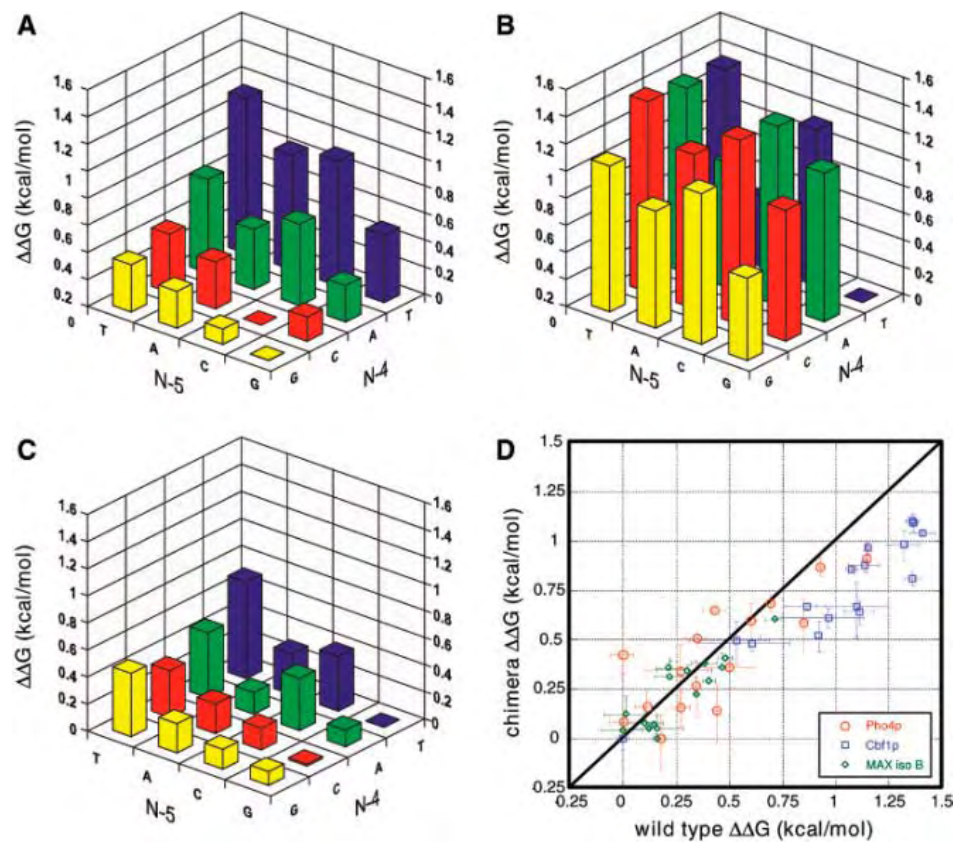 A
ΔΔG (kcal/mol)
1.6
1.4
1.2
1
0.8
0.6
0.4
0.2
0
1.6
1.4
1.2
1
0.8
0.6
0.4
0.2
0
T
A
C
G
N-5
G
C
A
T
N-4
B
ΔΔG (kcal/mol)
1.6
1.4
1.2
1
0.8
0.6
0.4
0.2
0
1.6
1.4
1.2
1
0.8
0.6
0.4
0.2
0
T
A
C
G
N-5
G
C
A
T
N-4
C
ΔΔG (kcal/mol)
1.6
1.4
1.2
1
0.8
0.6
0.4
0.2
0
1.6
1.4
1.2
1
0.8
0.6
0.4
0.2
0
T
A
C
G
N-5
G
C
A
T
N-4
D
chimera ΔΔG (kcal/mol)
1.5
1.25
1
0.75
0.5
0.25
0
0.25
-0.25
0
0.25
0.5
0.75
1
1.25
1.5
wild type ΔΔG (kcal/mol)
Pho4p
Cbf1p
MAX iso B